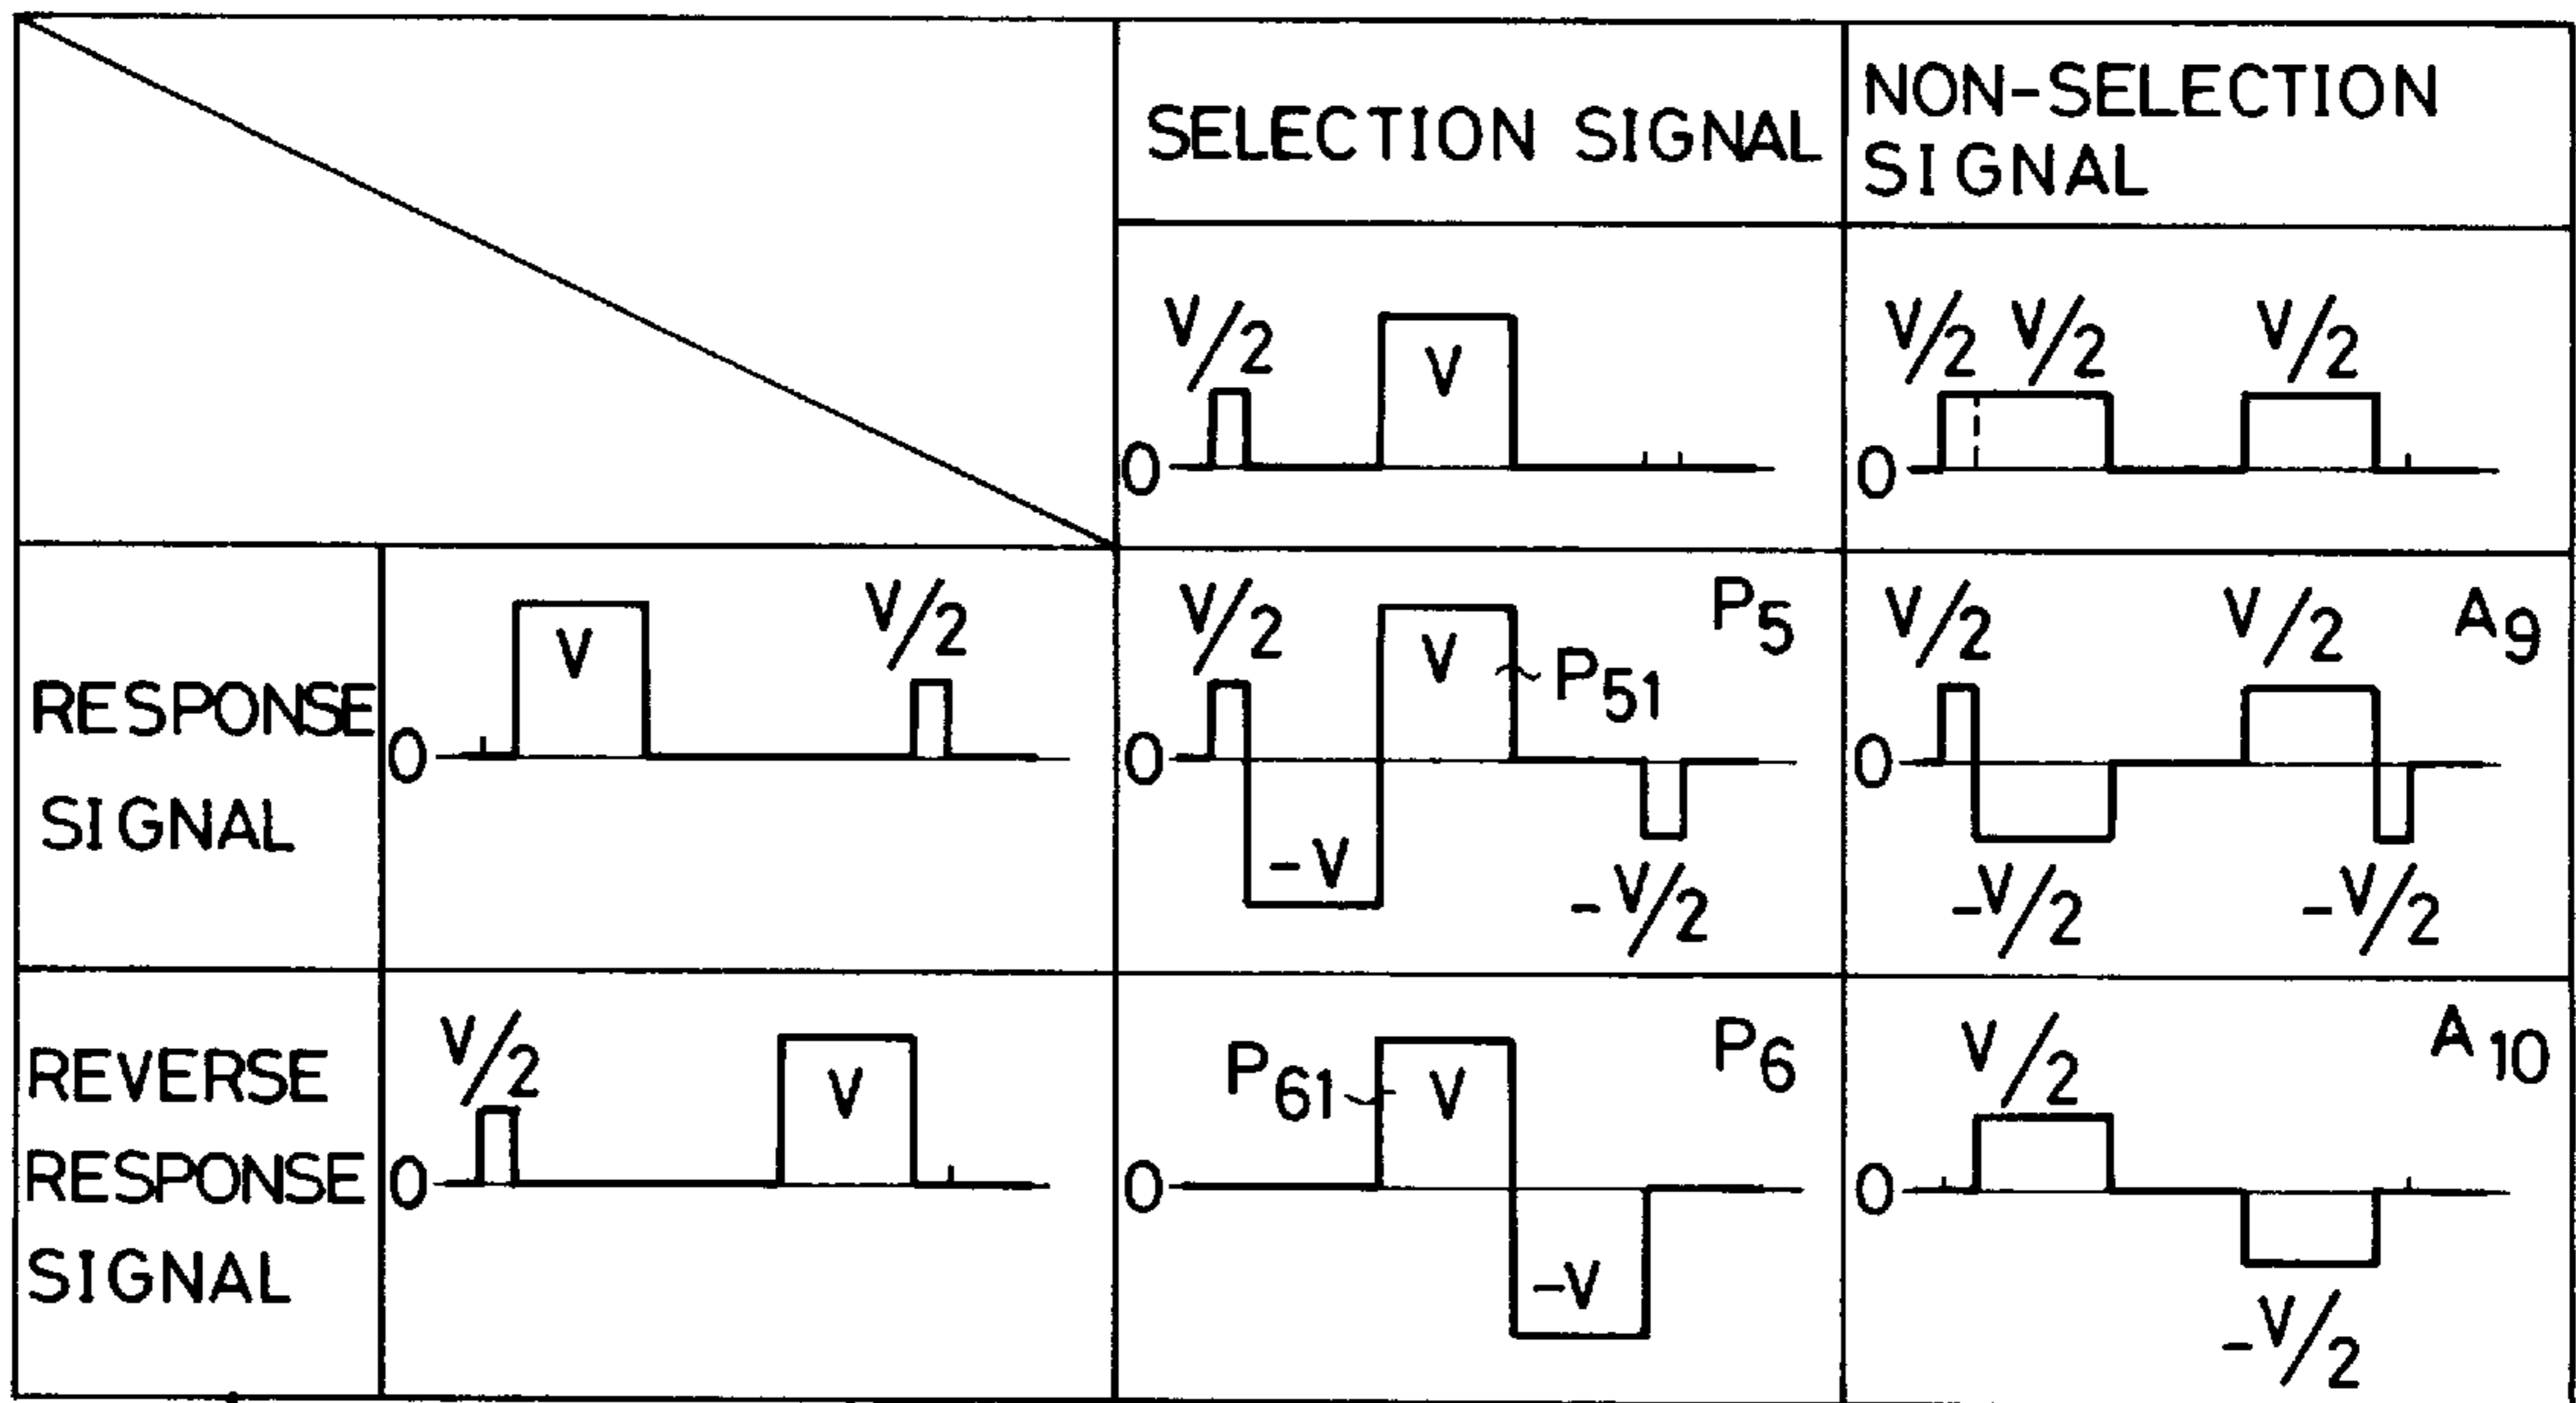 SELECTION SIGNAL
NON-SELECTION
SIGNAL
V/2
V
0
V/2 V/2 V/2
0
RESPONSE
SIGNAL
V
V/2
0
V/2
V
P51
P5
0
-V
-V/2
V/2
V/2
A9
0
-V/2
-V/2
REVERSE
RESPONSE
SIGNAL
V/2
V
0
P61
V
P6
0
-V
V/2
A10
0
-V/2